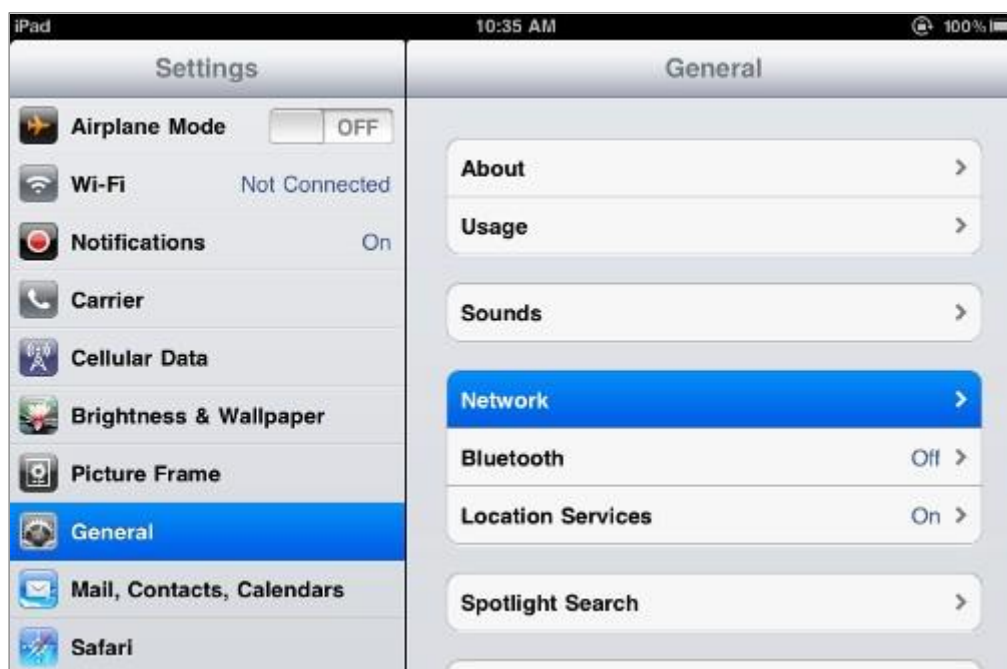 iPad 10:35 AM 100%
Settings
Airplane Mode OFF
Wi-Fi Not Connected
Notifications On
Carrier
Cellular Data
Brightness & Wallpaper
Picture Frame
General
Mail, Contacts, Calendars
Safari
General
About
Usage
Sounds
Network
Bluetooth Off
Location Services On
Spotlight Search